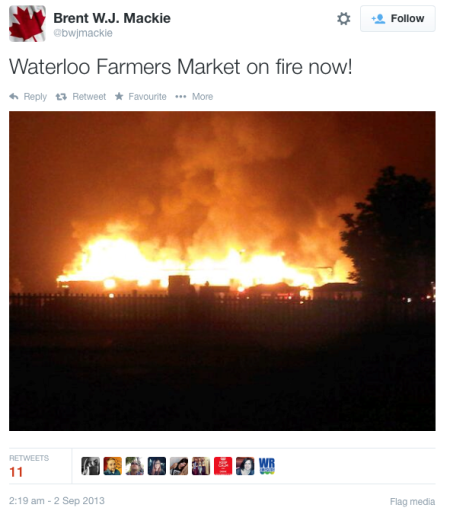 Brent W.J. Mackie
@bwjmackie
Follow
Waterloo Farmers Market on fire now!
Reply Retweet Favourite More
RETWEETS
11
WR
2:19 am - 2 Sep 2013
Flag media